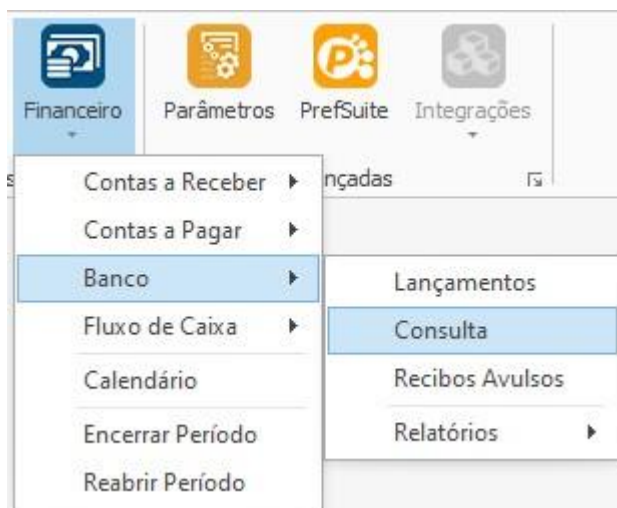 Financeiro
Parâmetros
PrefSuite
Integrações
nçadas
Contas a Receber
Contas a Pagar
Banco
Fluxo de Caixa
Calendário
Encerrar Período
Reabrir Período
Lançamentos
Consulta
Recibos Avulsos
Relatórios